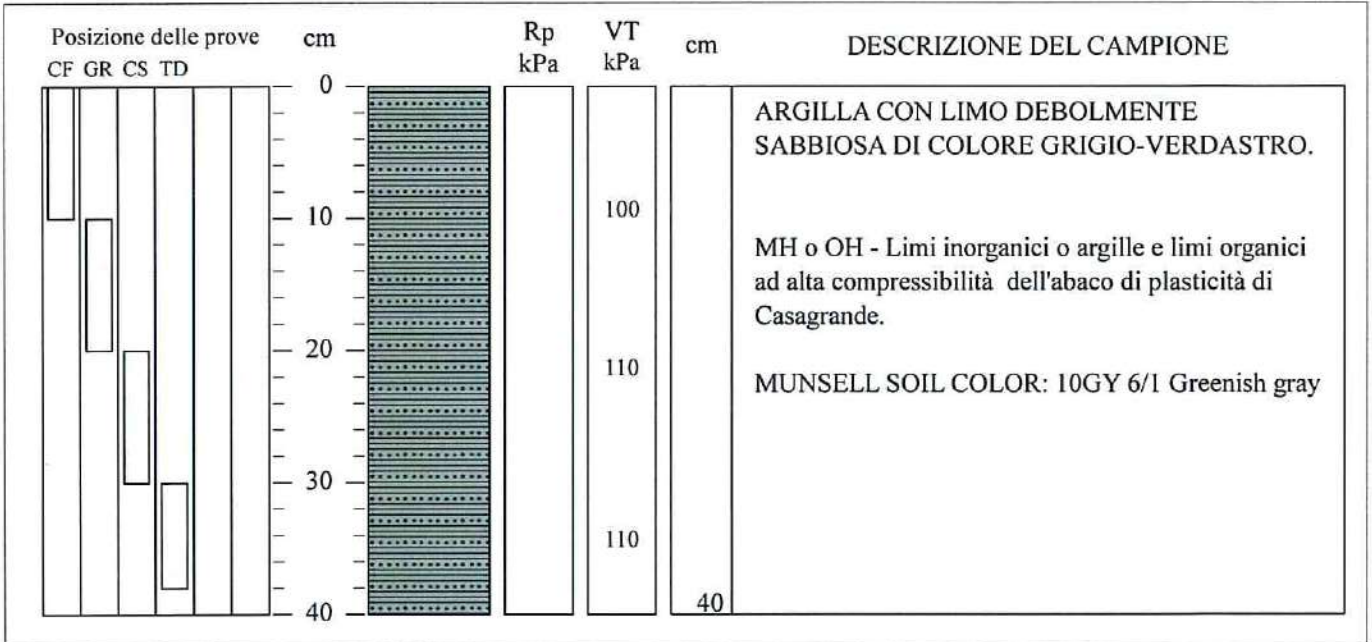 Posizione delle prove cm Rp VT cm DESCRIZIONE DEL CAMPIONE
CF GR CS TD kPa kPa
0
ARGILLA CON LIMO DEBOLMENTE
SABBIOSA DI COLORE GRIGIO-VERDASTRO.
10 100
MH o OH - Limi inorganici o argille e limi organici
ad alta compressibilità dell'abaco di plasticità di
Casagrande.
20 110
MUNSELL SOIL COLOR: 10GY 6/1 Greenish gray
30
110
40 40